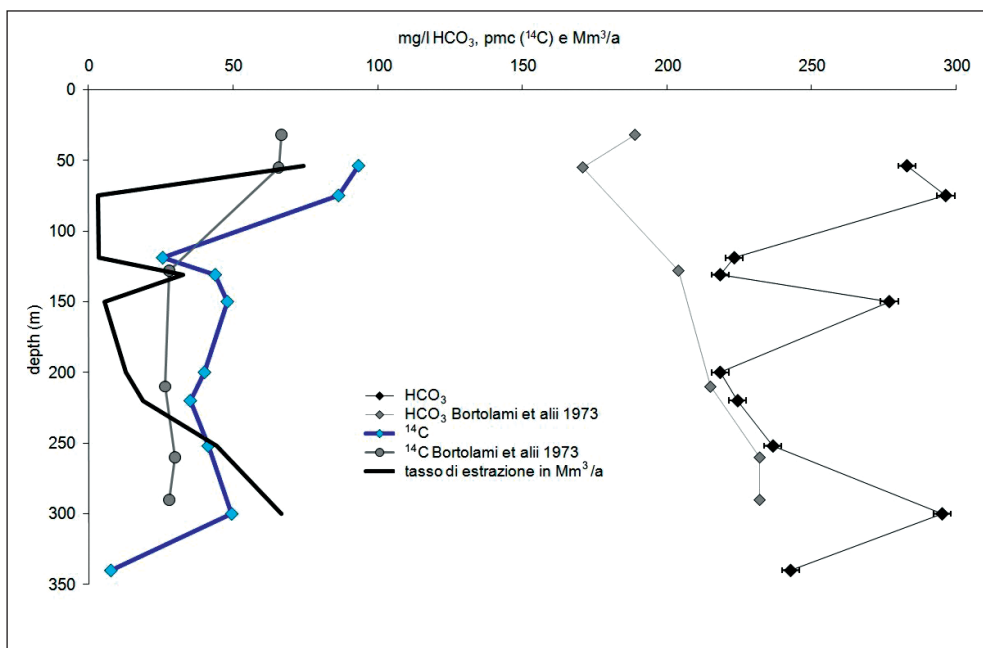 mg/l HCO₃, pmc (¹⁴C) e Mm³/a
0 50 100 150 200 250 300
0
50
100
150
200
250
300
350
depth (m)
HCO₃
HCO₃ Bortolami et alii 1973
¹⁴C
¹⁴C Bortolami et alii 1973
tasso di estrazione in Mm³/a